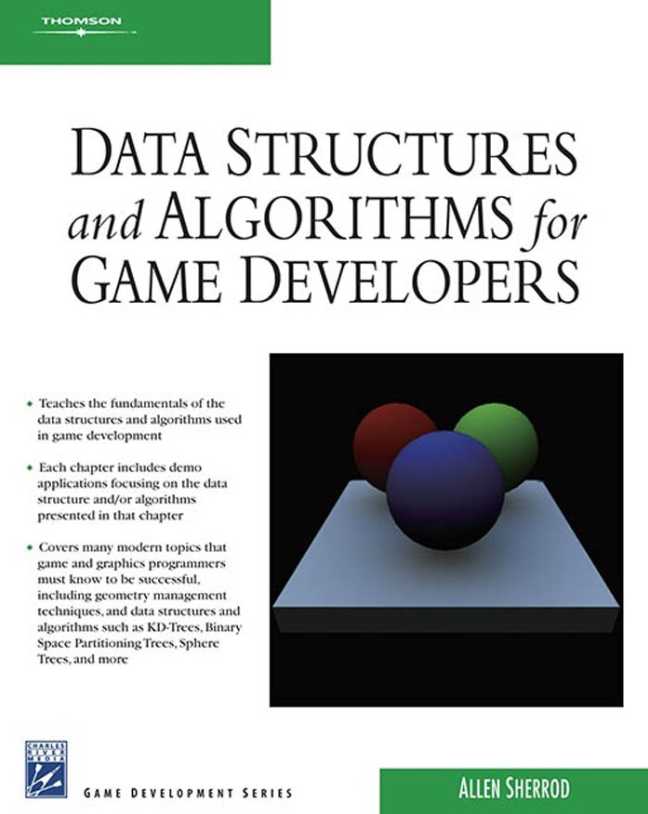 THOMSON
DATA STRUCTURES
and ALGORITHMS for
GAME DEVELOPERS
Teaches the fundamentals of the
data structures and algorithms used
in game development
Each chapter includes demo
applications focusing on the data
structure and/or algorithms
presented in that chapter
Covers many modern topics that
game and graphics programmers
must know to be successful,
including geometry management
techniques, and data structures and
algorithms such as KD-Trees, Binary
Space Partitioning Trees, Sphere
Trees, and more
CHARLES
RIVER
MEDIA
GAME DEVELOPMENT SERIES
ALLEN SHERROD